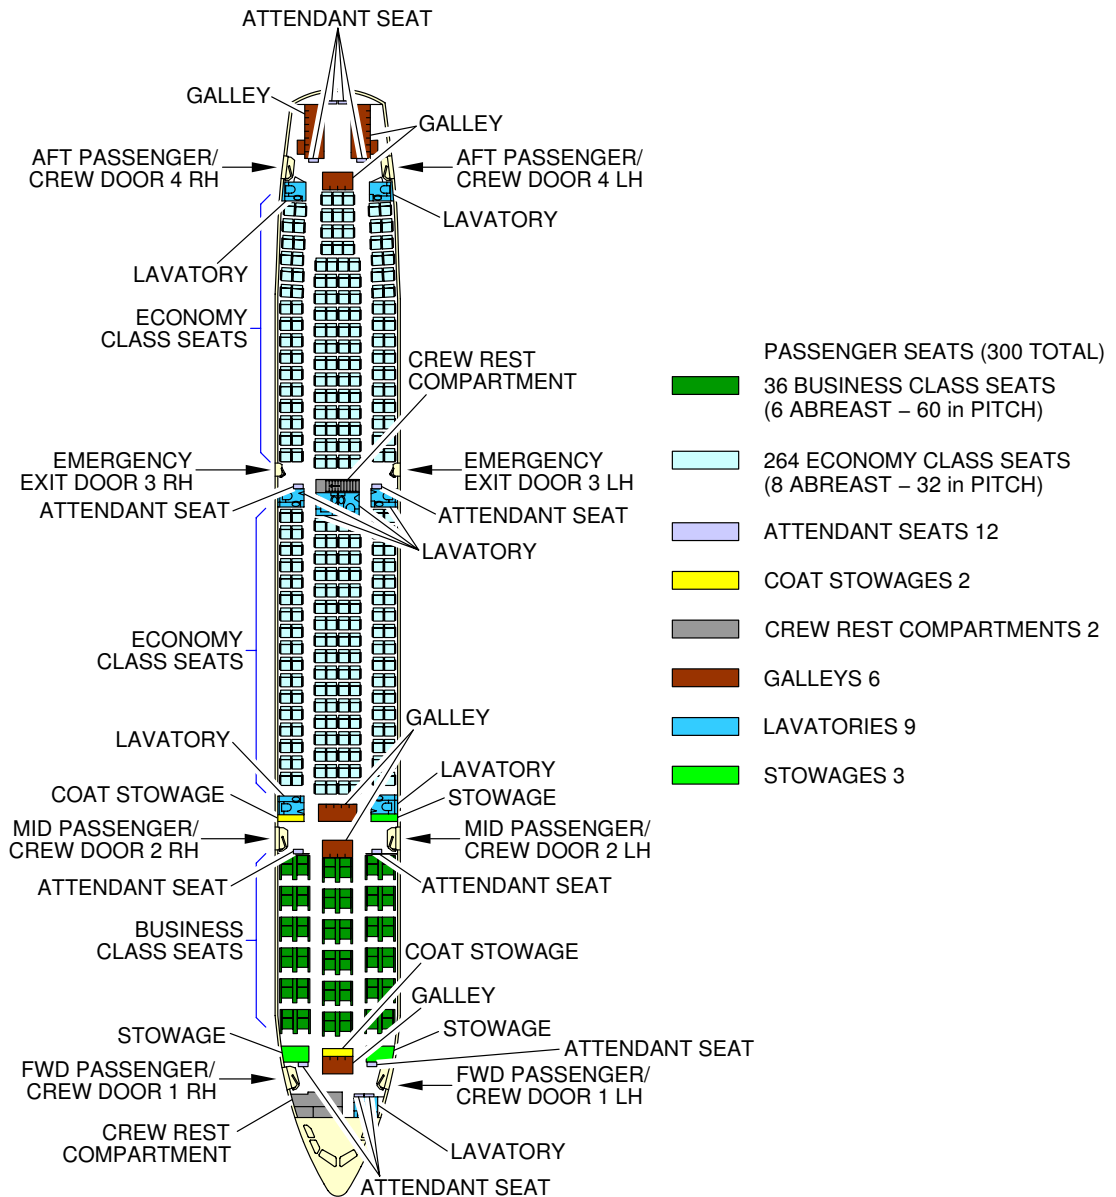 ATTENDANT SEAT
GALLEY
GALLEY
AFT PASSENGER/
CREW DOOR 4 RH
AFT PASSENGER/
CREW DOOR 4 LH
LAVATORY
LAVATORY
ECONOMY
CLASS SEATS
CREW REST
COMPARTMENT
EMERGENCY
EXIT DOOR 3 RH
EMERGENCY
EXIT DOOR 3 LH
ATTENDANT SEAT
ATTENDANT SEAT
LAVATORY
ECONOMY
CLASS SEATS
GALLEY
LAVATORY
LAVATORY
COAT STOWAGE
STOWAGE
MID PASSENGER/
CREW DOOR 2 RH
MID PASSENGER/
CREW DOOR 2 LH
ATTENDANT SEAT
ATTENDANT SEAT
BUSINESS
CLASS SEATS
COAT STOWAGE
GALLEY
STOWAGE
STOWAGE
ATTENDANT SEAT
FWD PASSENGER/
CREW DOOR 1 RH
FWD PASSENGER/
CREW DOOR 1 LH
CREW REST
COMPARTMENT
LAVATORY
ATTENDANT SEAT
PASSENGER SEATS (300 TOTAL)
36 BUSINESS CLASS SEATS
(6 ABREAST – 60 in PITCH)
264 ECONOMY CLASS SEATS
(8 ABREAST – 32 in PITCH)
ATTENDANT SEATS 12
COAT STOWAGES 2
CREW REST COMPARTMENTS 2
GALLEYS 6
LAVATORIES 9
STOWAGES 3